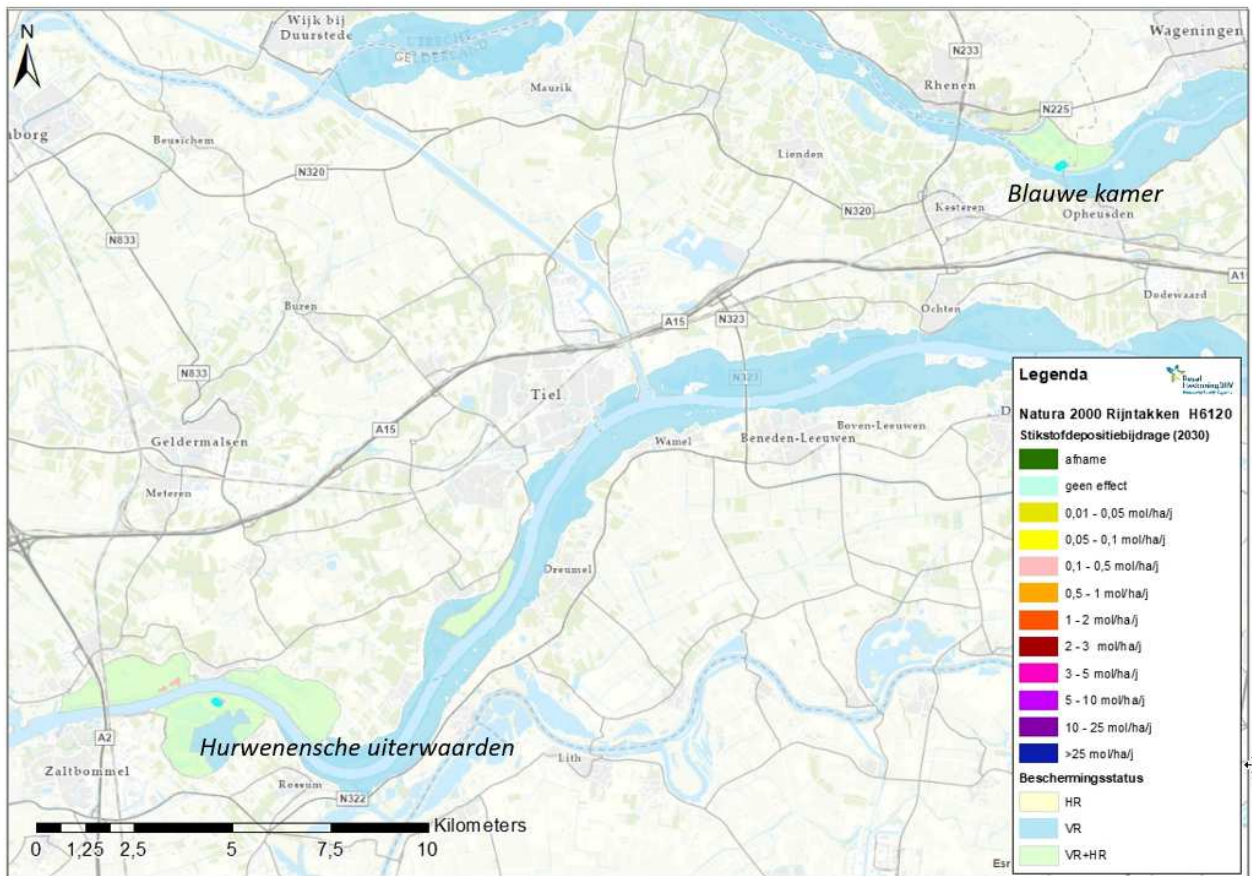 N
Wijk bij
Duurstede
UTRECHT
GELDERLAND
Maurik
N233
Wageningen
Rhenen
N225
Beusichem
N320
Lienden
Blauwe kamer
N320
Kesteren
Opheusden
N833
Buren
Ochten
Dodewaard
A15
N323
N323
N833
Tiel
A15
Geldermalsen
Wamel
Beneden-Leeuwen
Boven-Leeuwen
Meteren
Dreumel
A2
Hurwenensche uiterwaarden
Zaltbommel
Rossum
Lith
N322
Kilometers
0 1,25 2,5 5 7,5 10
Esr
Legenda
Natura 2000 Rijntakken H6120
Stikstofdepositiebijdrage (2030)
afname
geen effect
0,01 - 0,05 mol/ha/j
0,05 - 0,1 mol/ha/j
0,1 - 0,5 mol/ha/j
0,5 - 1 mol/ha/j
1 - 2 mol/ha/j
2 - 3 mol/ha/j
3 - 5 mol/ha/j
5 - 10 mol/ha/j
10 - 25 mol/ha/j
>25 mol/ha/j
Beschermingsstatus
HR
VR
VR+HR